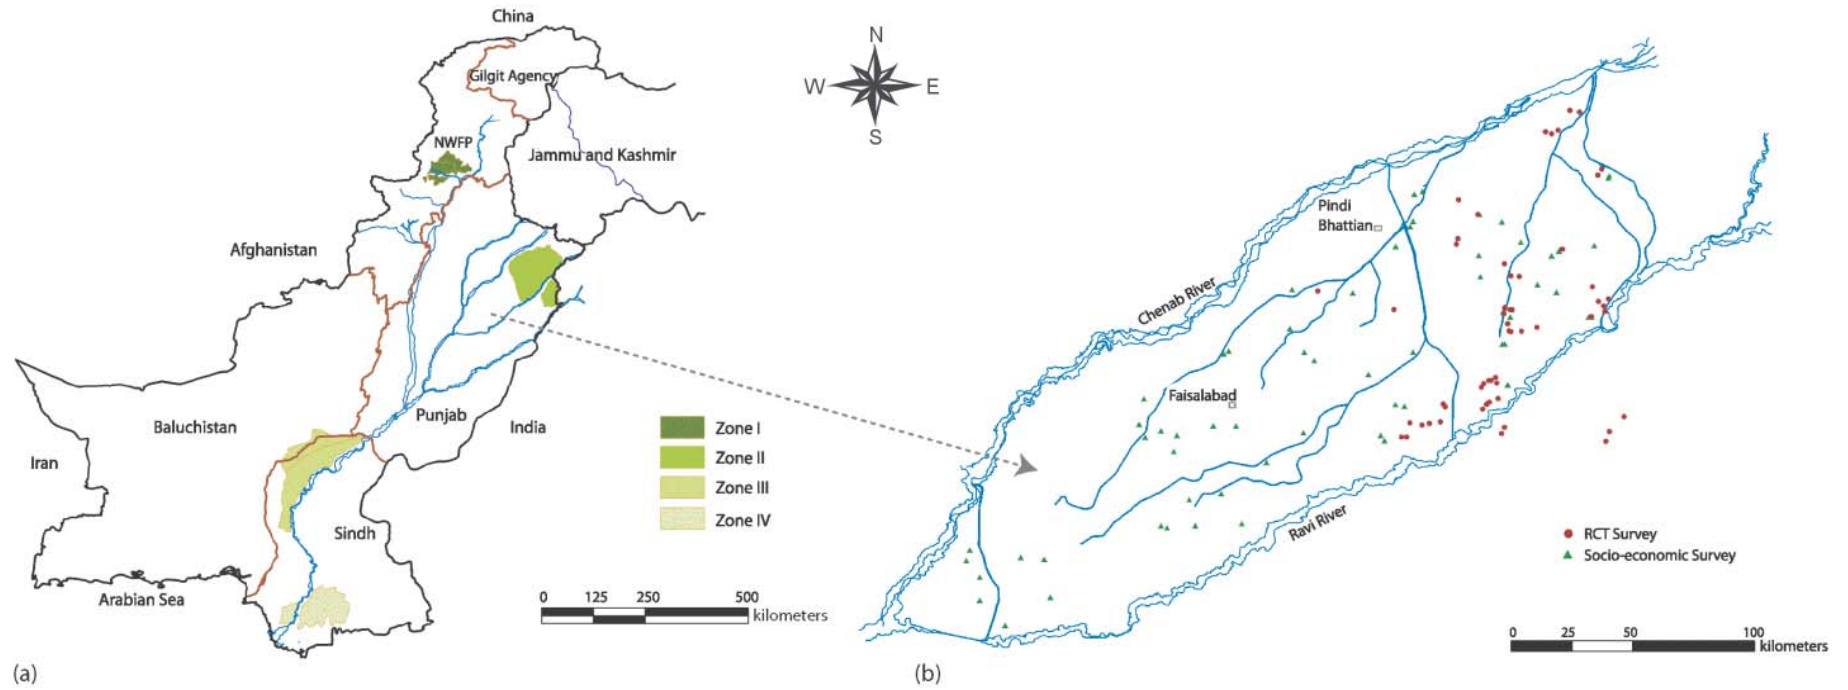 China
Gilgit Agency
NWFP
Jammu and Kashmir
Afghanistan
Punjab
Baluchistan
India
Iran
Sindh
Arabian Sea
Zone I
Zone II
Zone III
Zone IV
0 125 250 500
kilometers
(a)
N
W E
S
Pindi
Bhattian
Chenab River
Faisalabad
Ravi River
RCT Survey
Socio-economic Survey
0 25 50 100
kilometers
(b)